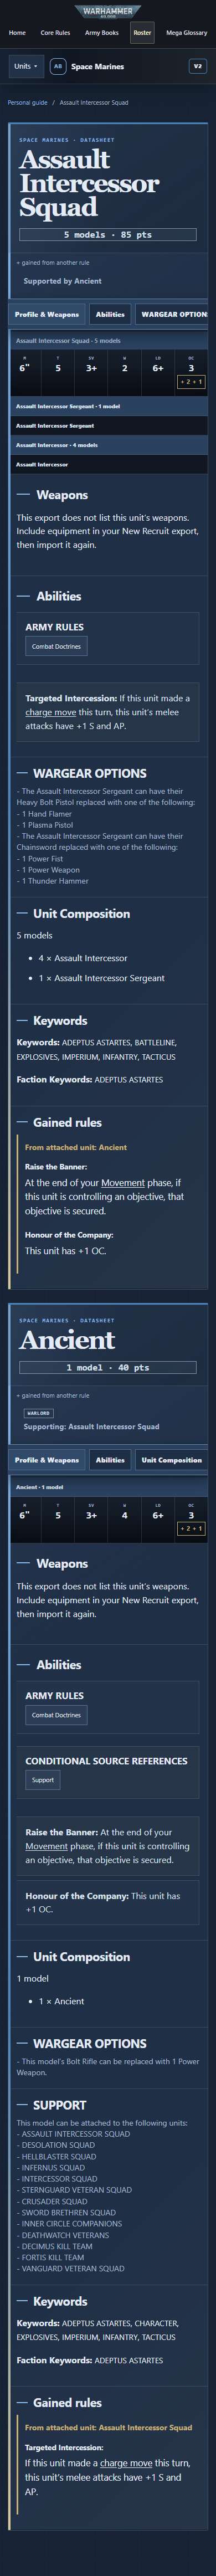 WARHAMMER
40,000
Home Core Rules Army Books Roster Mega Glossary
Units AB Space Marines V2
Personal guide / Assault Intercessor Squad
SPACE MARINES · DATASHEET
Assault
Intercessor
Squad
5 models · 85 pts
+ gained from another rule
Supported by Ancient
Profile & Weapons Abilities WARGEAR OPTIONS
Assault Intercessor Squad · 5 models
M T SV W LD OC
6" 5 3+ 2 6+ 3
+ 2 + 1
Assault Intercessor Sergeant · 1 model
Assault Intercessor Sergeant
Assault Intercessor · 4 models
Assault Intercessor
Weapons
This export does not list this unit's weapons.
Include equipment in your New Recruit export,
then import it again.
Abilities
ARMY RULES
Combat Doctrines
Targeted Intercession: If this unit made a
charge move this turn, this unit's melee
attacks have +1 S and AP.
WARGEAR OPTIONS
- The Assault Intercessor Sergeant can have their
Heavy Bolt Pistol replaced with one of the following:
- 1 Hand Flamer
- 1 Plasma Pistol
- The Assault Intercessor Sergeant can have their
Chainsword replaced with one of the following:
- 1 Power Fist
- 1 Power Weapon
- 1 Thunder Hammer
Unit Composition
5 models
• 4 × Assault Intercessor
• 1 × Assault Intercessor Sergeant
Keywords
Keywords: ADEPTUS ASTARTES, BATTLELINE,
EXPLOSIVES, IMPERIUM, INFANTRY, TACTICUS
Faction Keywords: ADEPTUS ASTARTES
Gained rules
From attached unit: Ancient
Raise the Banner:
At the end of your Movement phase, if
this unit is controlling an objective, that
objective is secured.
Honour of the Company:
This unit has +1 OC.
SPACE MARINES · DATASHEET
Ancient
1 model · 40 pts
+ gained from another rule
WARLORD
Supporting: Assault Intercessor Squad
Profile & Weapons Abilities Unit Composition
Ancient · 1 model
M T SV W LD OC
6" 5 3+ 4 6+ 3
+ 2 + 1
Weapons
This export does not list this unit's weapons.
Include equipment in your New Recruit export,
then import it again.
Abilities
ARMY RULES
Combat Doctrines
CONDITIONAL SOURCE REFERENCES
Support
Raise the Banner: At the end of your
Movement phase, if this unit is controlling
an objective, that objective is secured.
Honour of the Company: This unit has
+1 OC.
Unit Composition
1 model
• 1 × Ancient
WARGEAR OPTIONS
- This model's Bolt Rifle can be replaced with 1 Power
Weapon.
SUPPORT
This model can be attached to the following units:
- ASSAULT INTERCESSOR SQUAD
- DESOLATION SQUAD
- HELLBLASTER SQUAD
- INFERNUS SQUAD
- INTERCESSOR SQUAD
- STERNGUARD VETERAN SQUAD
- CRUSADER SQUAD
- SWORD BRETHREN SQUAD
- INNER CIRCLE COMPANIONS
- DEATHWATCH VETERANS
- DECIMUS KILL TEAM
- FORTIS KILL TEAM
- VANGUARD VETERAN SQUAD
Keywords
Keywords: ADEPTUS ASTARTES, CHARACTER,
EXPLOSIVES, IMPERIUM, INFANTRY, TACTICUS
Faction Keywords: ADEPTUS ASTARTES
Gained rules
From attached unit: Assault Intercessor Squad
Targeted Intercession:
If this unit made a charge move this turn,
this unit's melee attacks have +1 S and
AP.